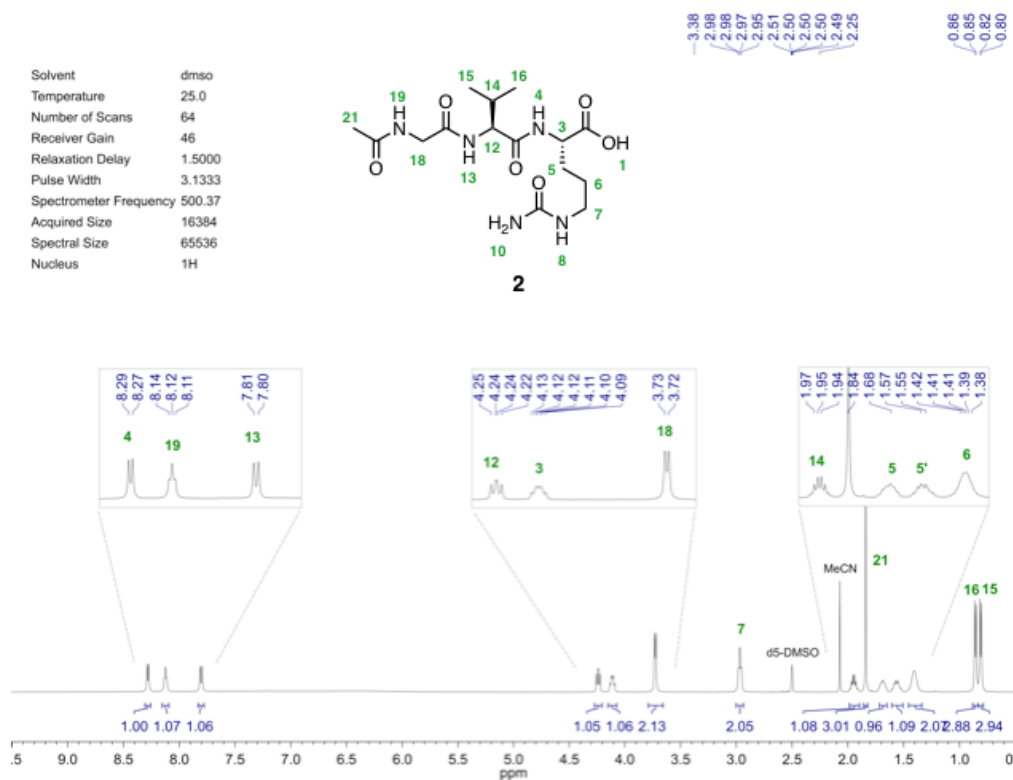 3.38
2.98
2.98
2.97
2.95
2.51
2.50
2.50
2.50
2.49
2.25
0.86
0.85
0.82
0.80
Solvent dmso
Temperature 25.0
Number of Scans 64
Receiver Gain 46
Relaxation Delay 1.5000
Pulse Width 3.1333
Spectrometer Frequency 500.37
Acquired Size 16384
Spectral Size 65536
Nucleus 1H
15 16
14
19 4
H O H O
21 N N 3 OH
O 18 N H 12 O 5 1
13 6
O
H2N N H 7
10 8
2
8.29
8.27
8.14
8.12
8.11
7.81
7.80
4.25
4.24
4.24
4.22
4.13
4.12
4.12
4.11
4.10
4.09
3.73
3.72
1.97
1.95
1.94
1.84
1.68
1.57
1.55
1.42
1.41
1.41
1.39
1.38
4 19 13
12 3 18
14 5 5' 6
MeCN 21
16 15
7
d5-DMSO
1.00 1.07 1.06 1.05 1.06 2.13 2.05 1.08 3.01 0.96 1.09 2.07 2.88 2.94
.5 9.0 8.5 8.0 7.5 7.0 6.5 6.0 5.5 5.0 4.5 4.0 3.5 3.0 2.5 2.0 1.5 1.0 0
ppm